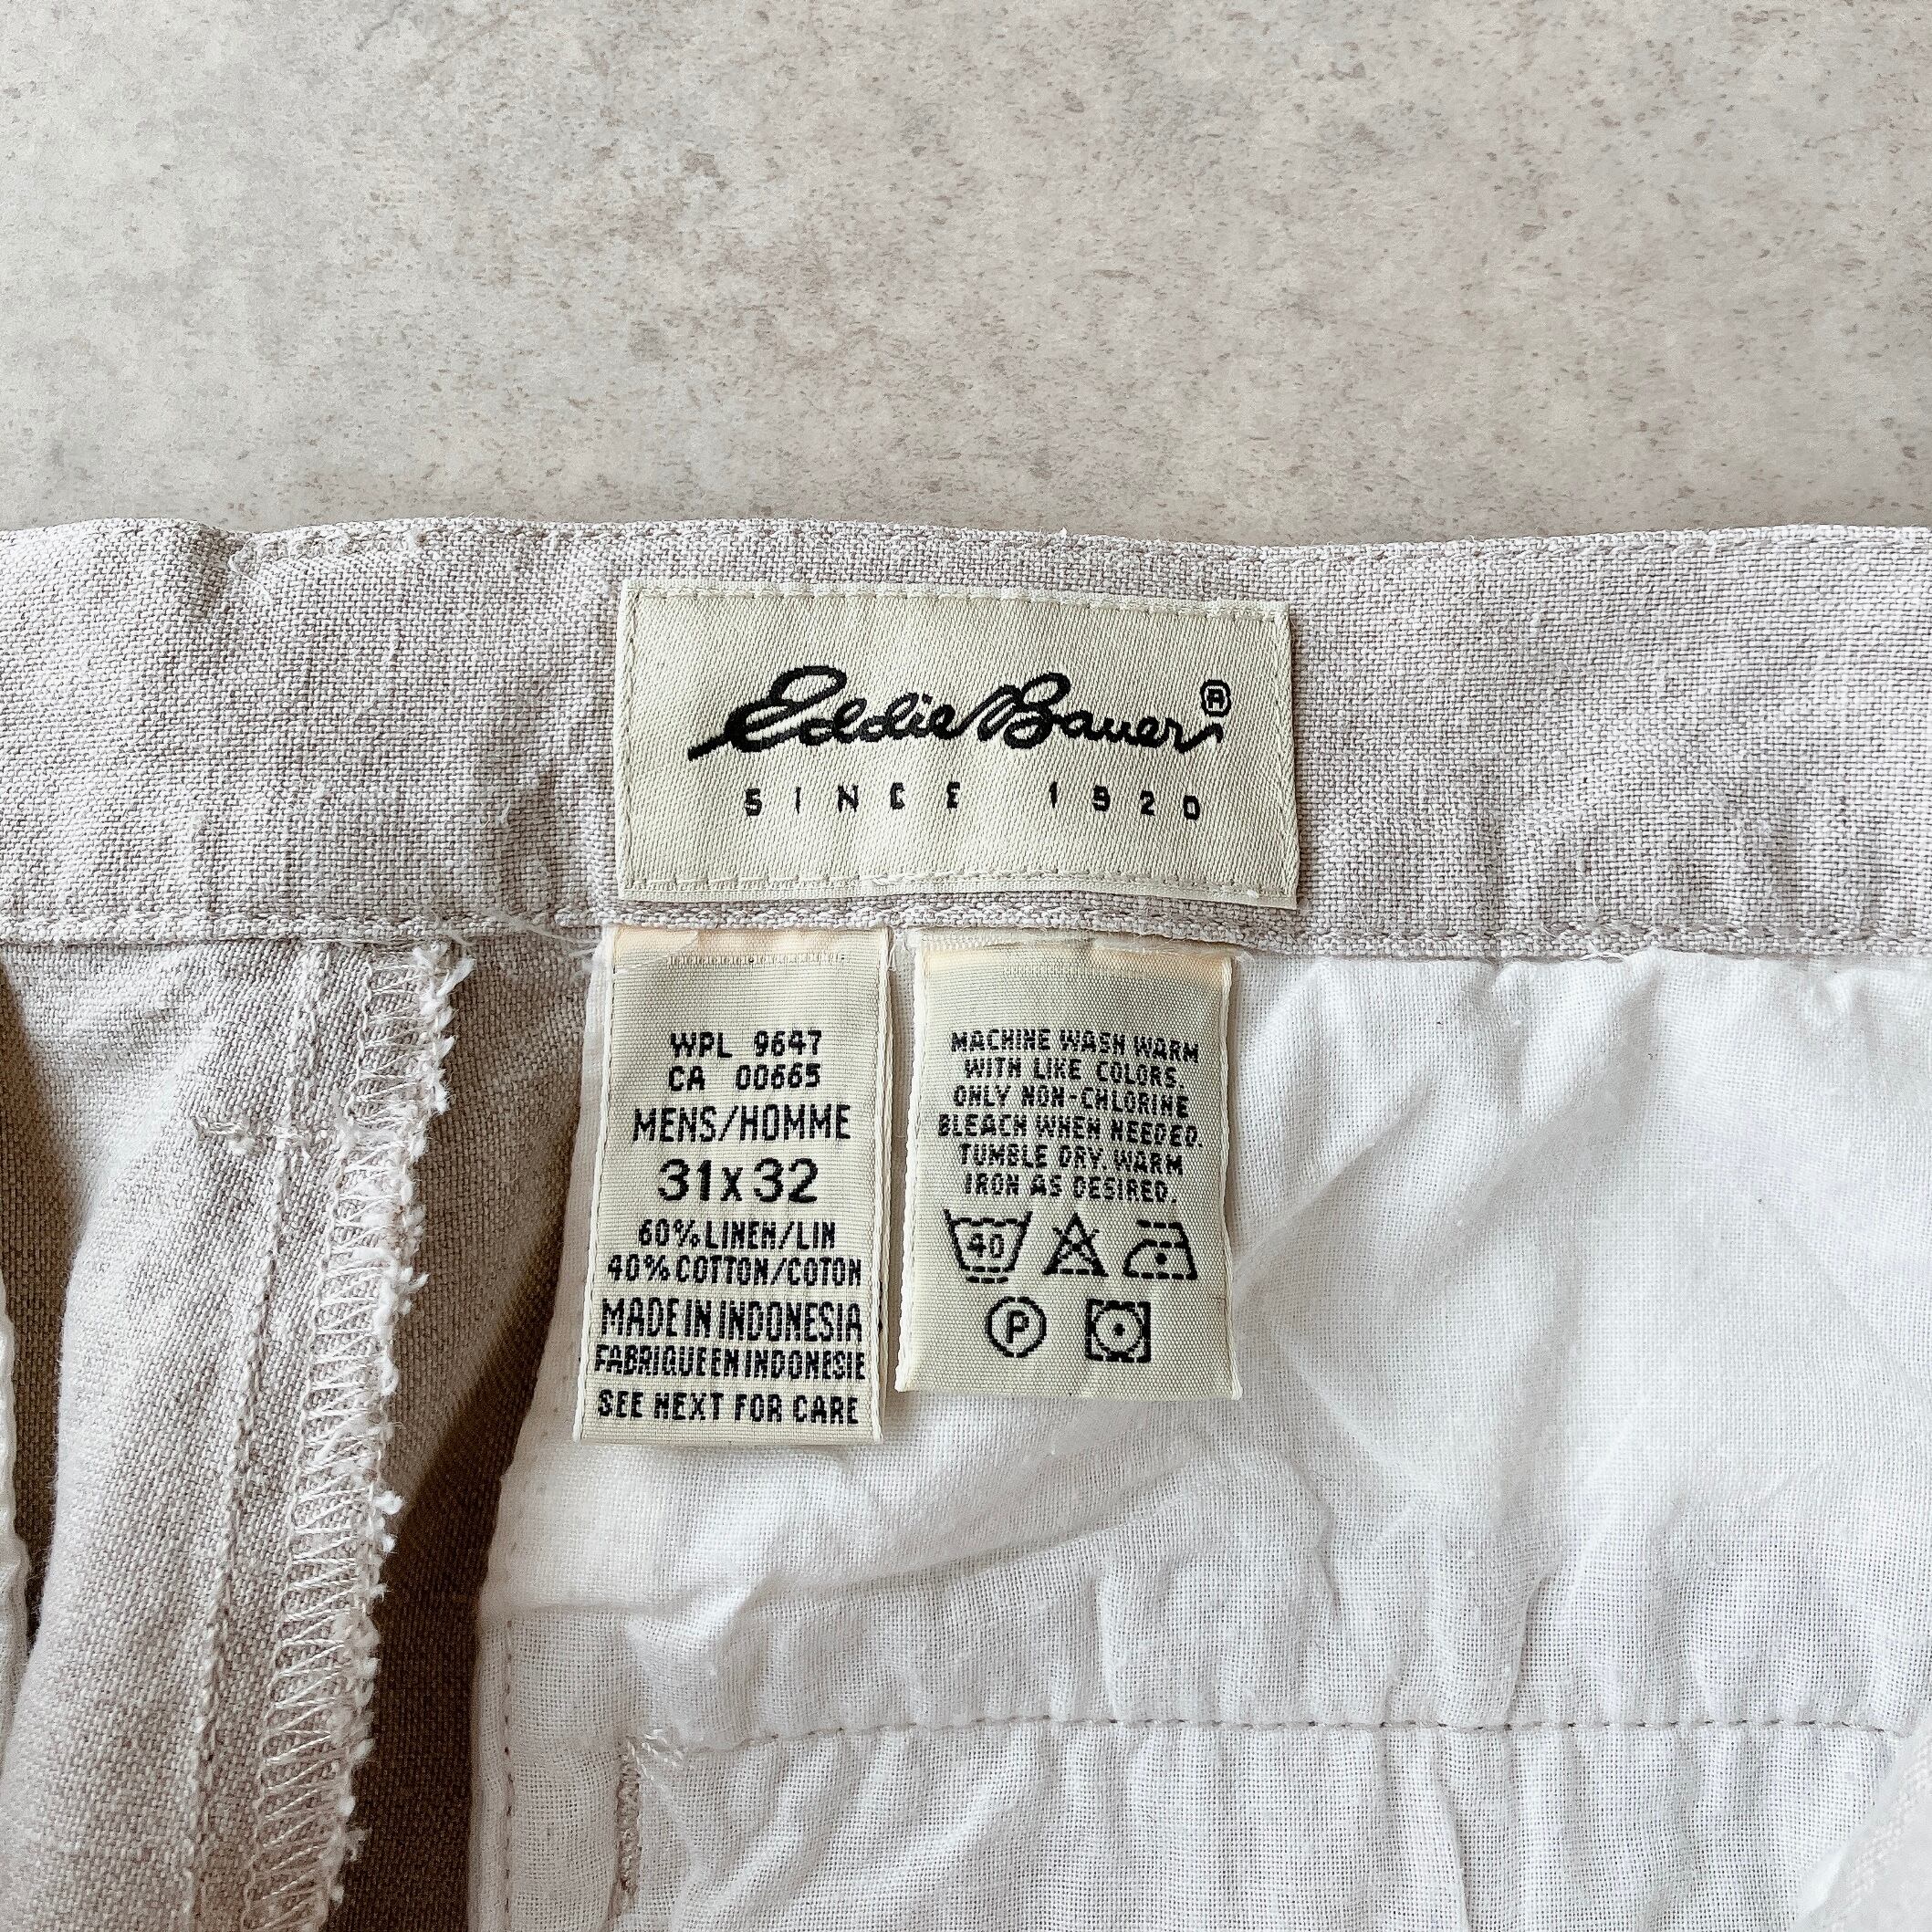 Eddie Bauer®
SINCE 1920
WPL 9647
CA 00665
MENS/HOMME
31x32
60%LINEN/LIN
40%COTTON/COTON
MADE IN INDONESIA
FABRIQUE EN INDONESIE
SEE NEXT FOR CARE
MACHINE WASH WARM
WITH LIKE COLORS.
ONLY NON-CHLORINE
BLEACH WHEN NEEDED.
TUMBLE DRY. WARM
IRON AS DESIRED.
40
P